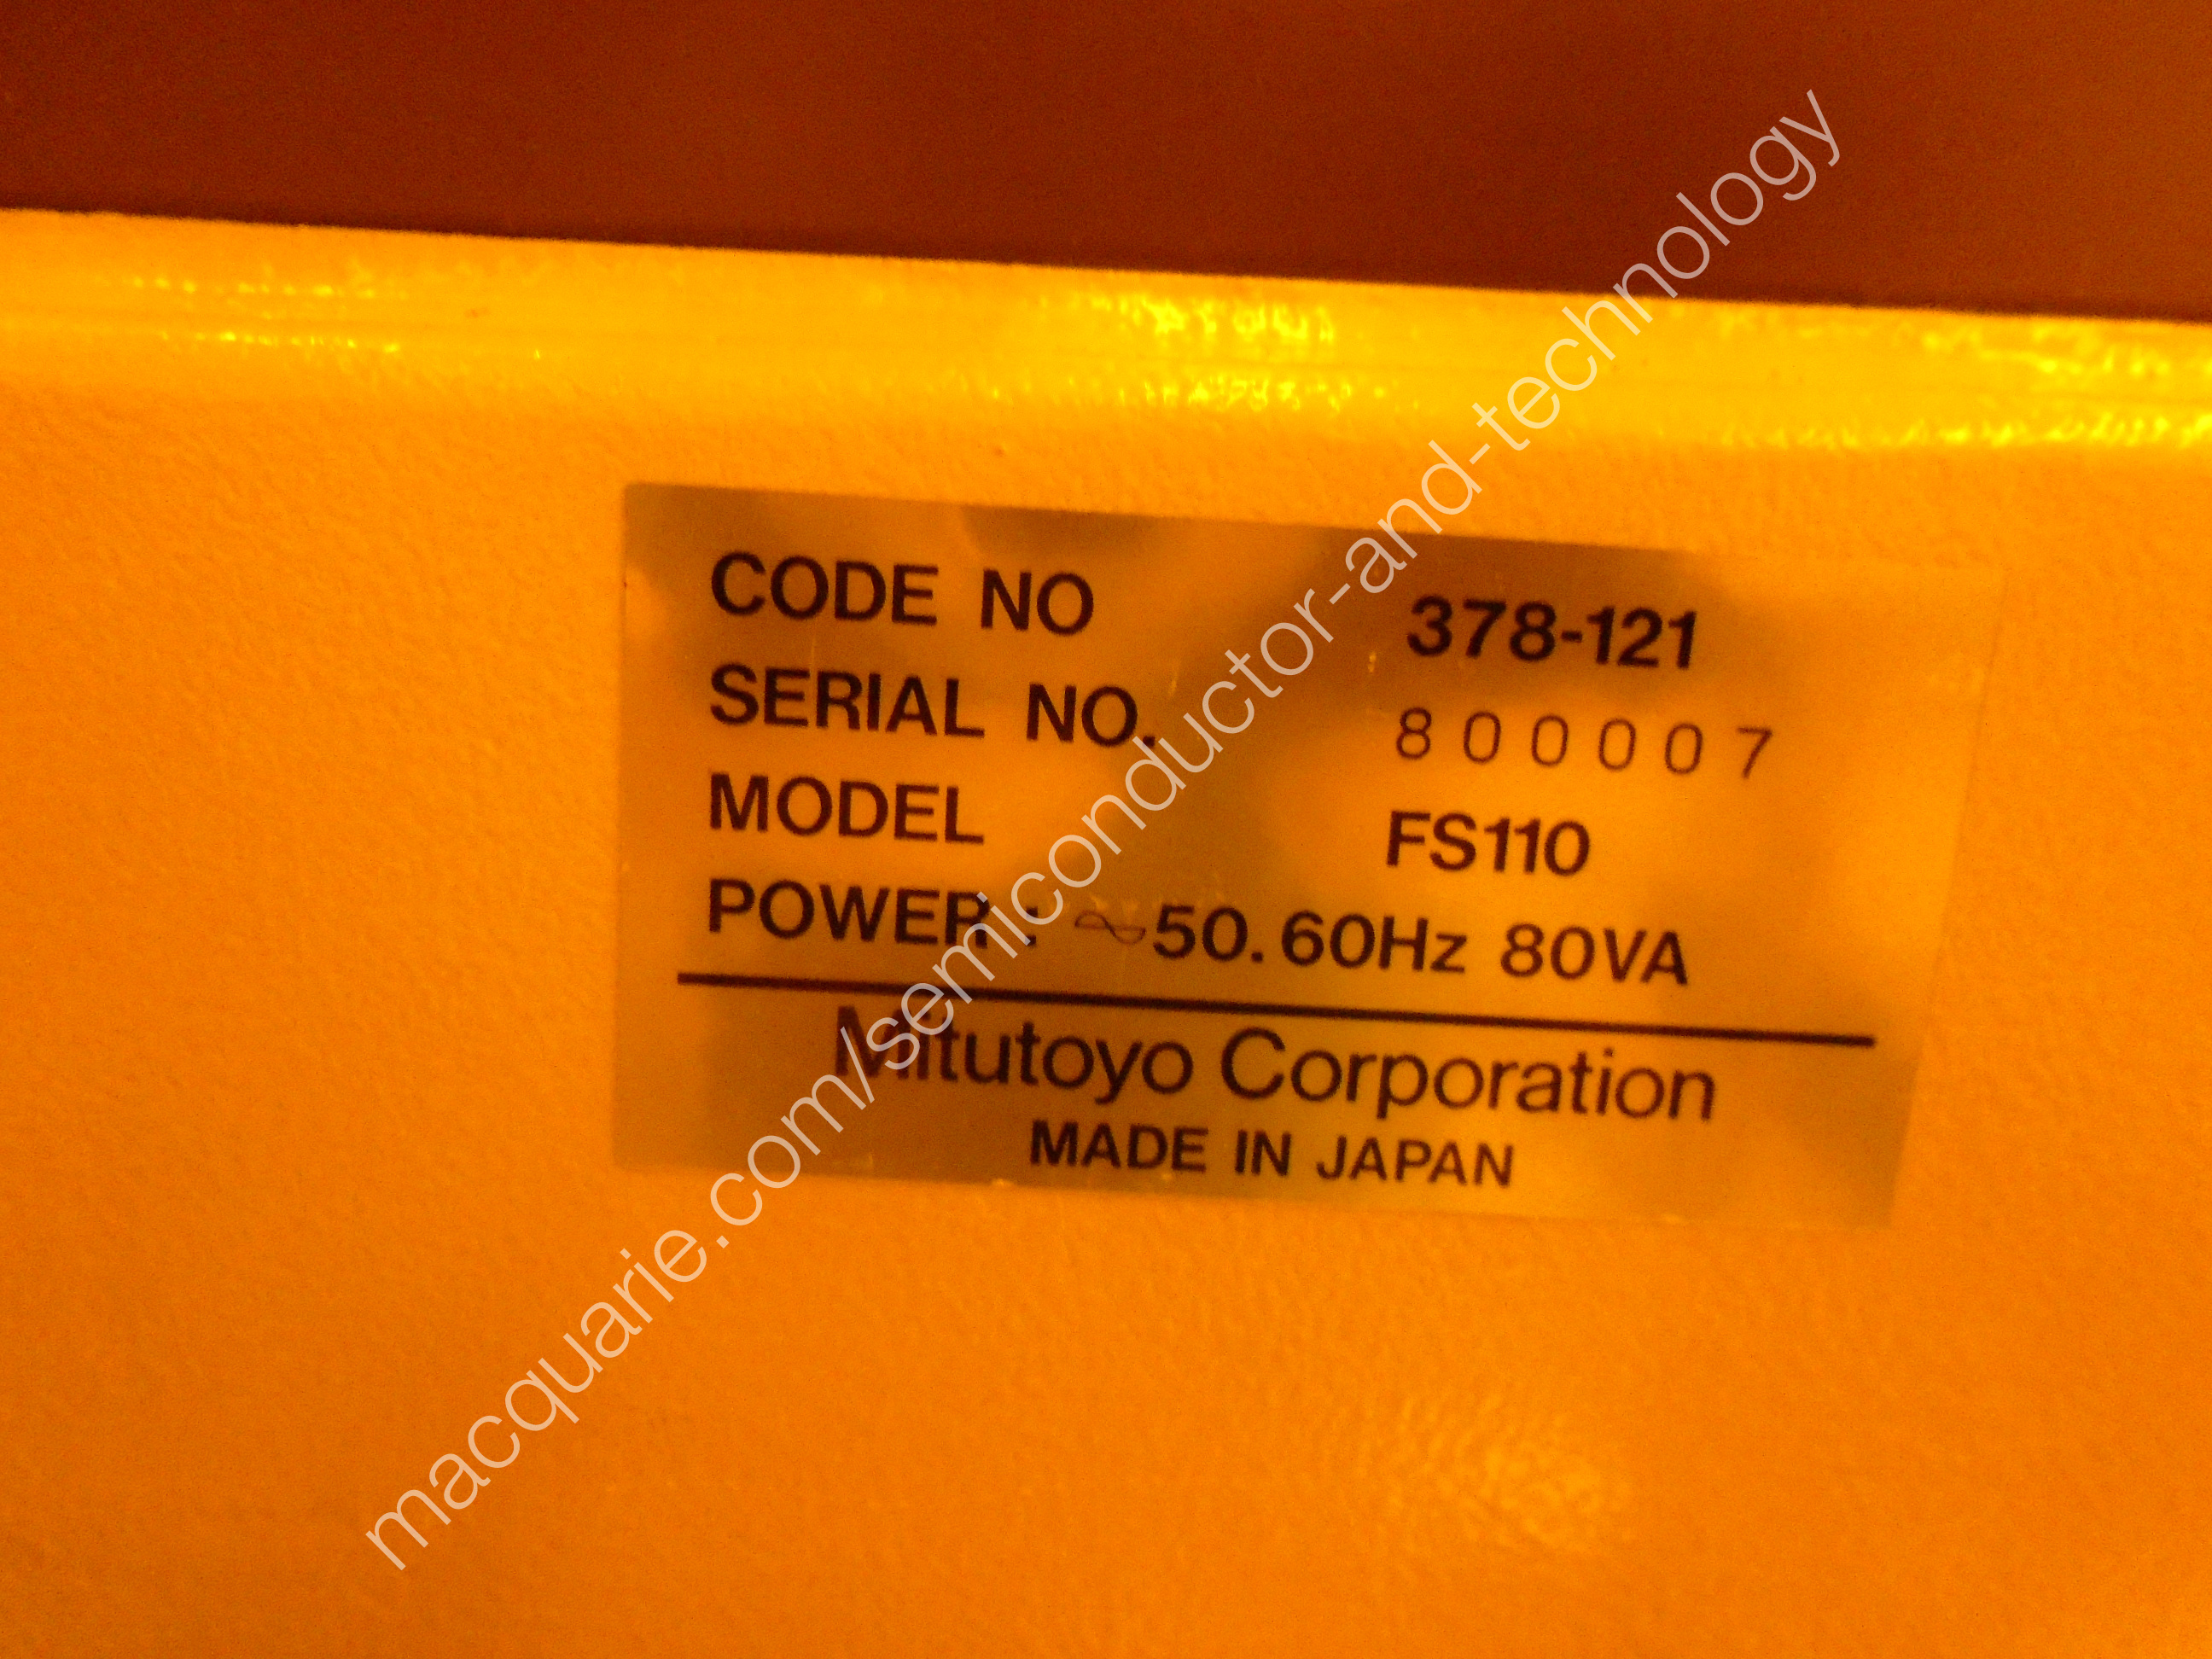 CODE NO 378-121
SERIAL NO. 800007
MODEL FS110
POWER: ~50.60Hz 80VA
Mitutoyo Corporation
MADE IN JAPAN
macquarie.com/semiconductor-and-technology